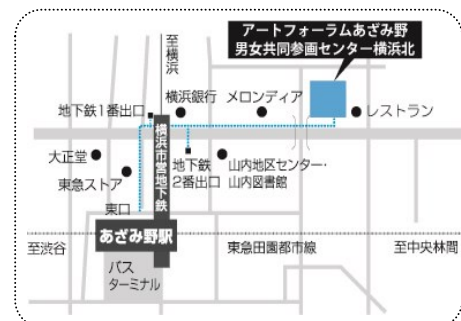 アートフォーラムあざみ野
男女共同参画センター横浜北
至横浜
横浜銀行
メロンディア
レストラン
地下鉄1番出口
横浜市営地下鉄
大正堂
東急ストア
地下鉄
2番出口
山内地区センター・
山内図書館
東口
あざみ野駅
至渋谷
東急田園都市線
至中央林間
バス
ターミナル